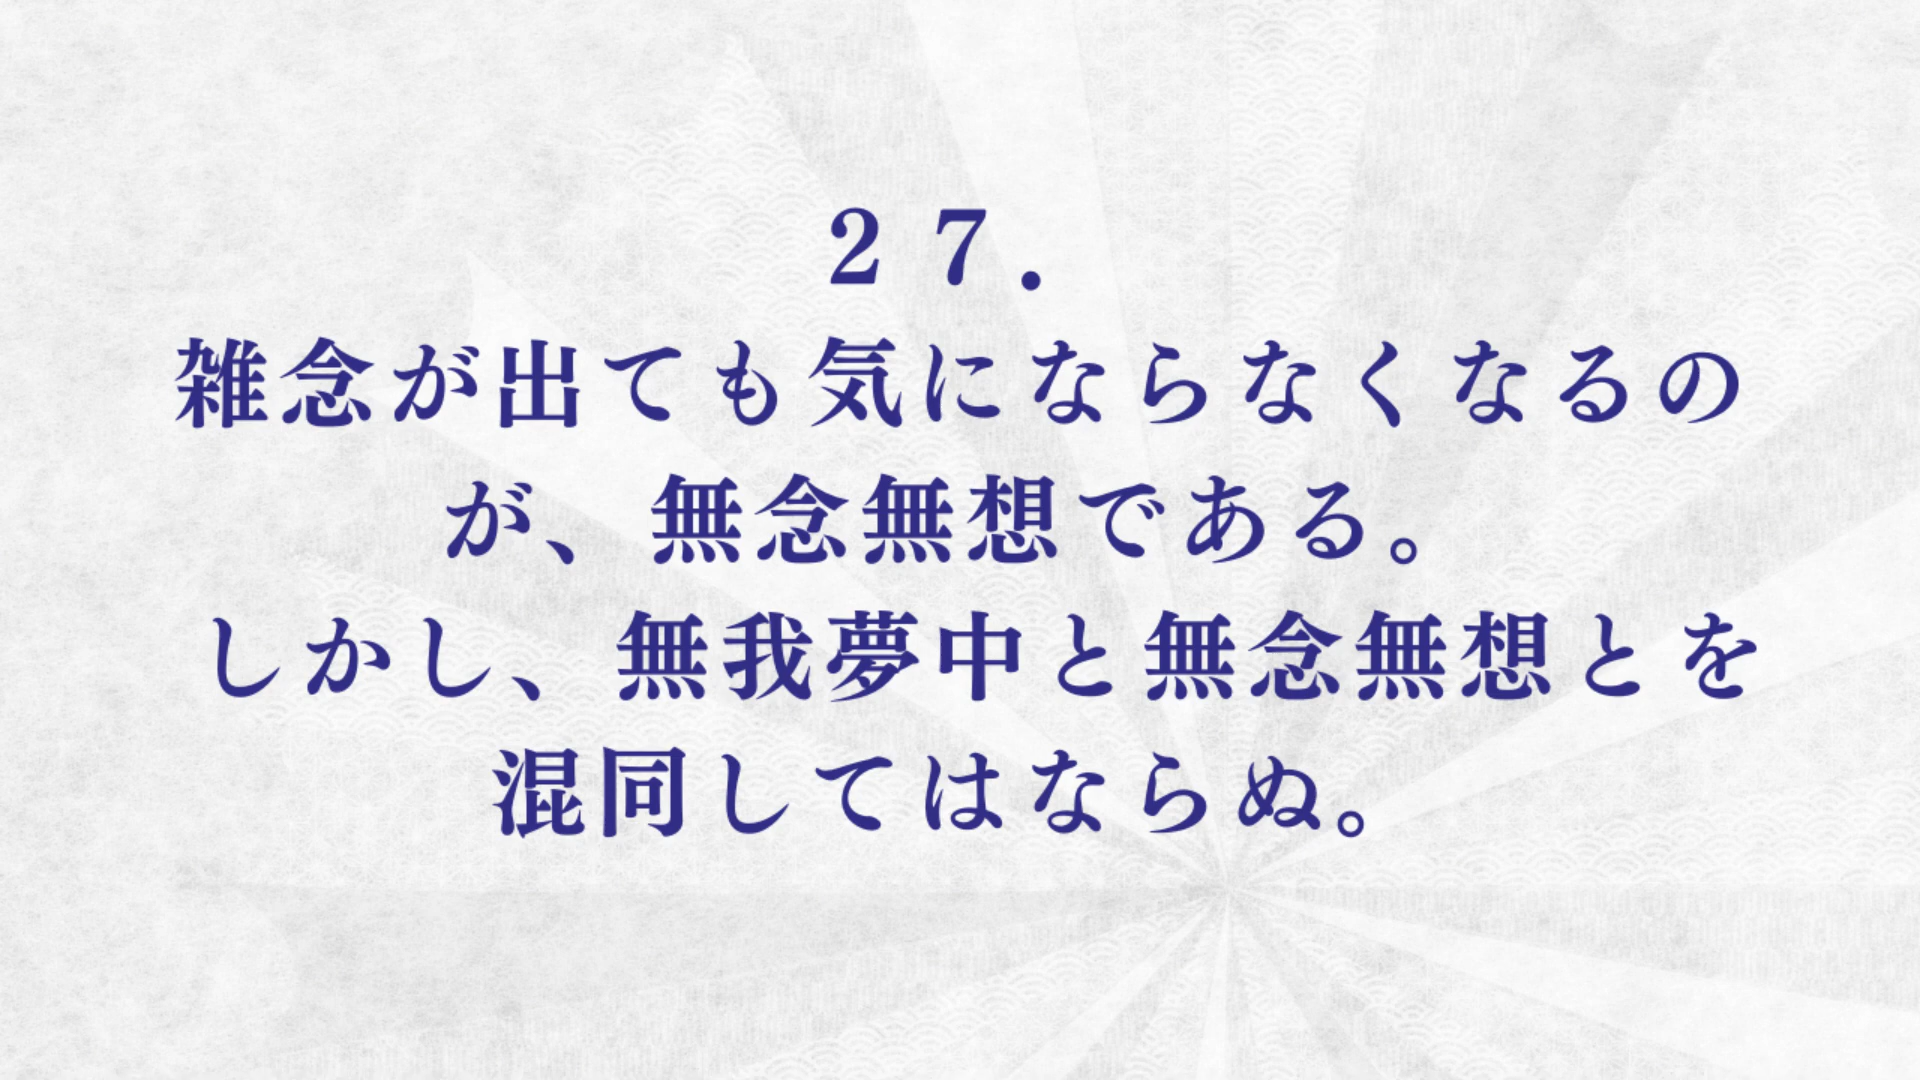 ２７．
雑念が出ても気にならなくなるの
が、無念無想である。
しかし、無我夢中と無念無想とを
混同してはならぬ。